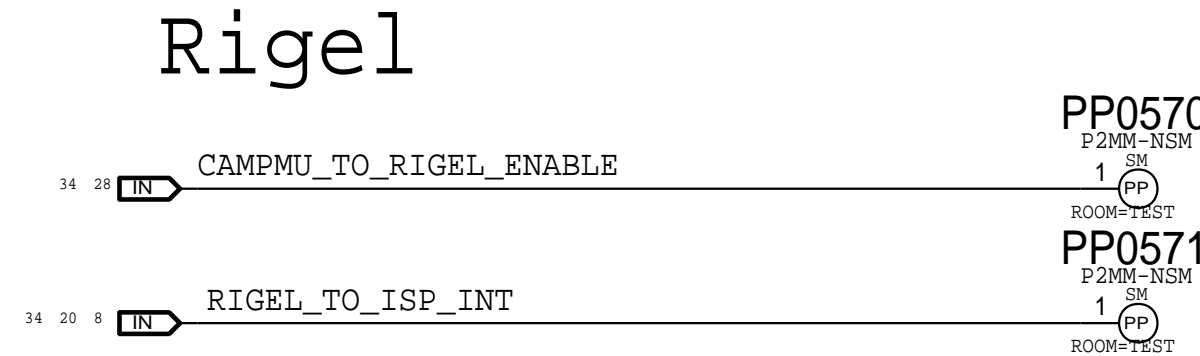 Rigel
PP0570
P2MM-NSM
SM
CAMPMU_TO_RIGEL_ENABLE
1
34 28 IN
PP
ROOM=TEST
PP0571
P2MM-NSM
SM
RIGEL_TO_ISP_INT
1
34 20 8 IN
PP
ROOM=TEST